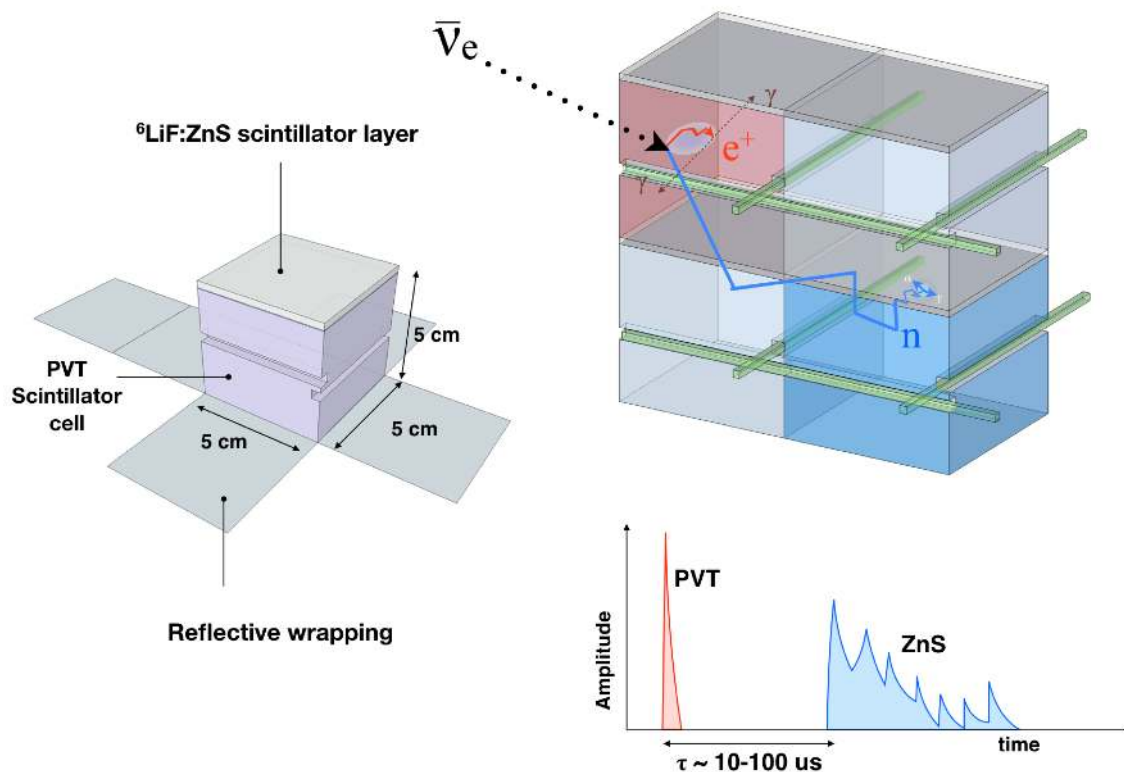 ν̅e
⁶LiF:ZnS scintillator layer
γ
e⁺
γ
5 cm
PVT
Scintillator
cell
5 cm
5 cm
n
Reflective wrapping
PVT
ZnS
Amplitude
time
τ ~ 10-100 us